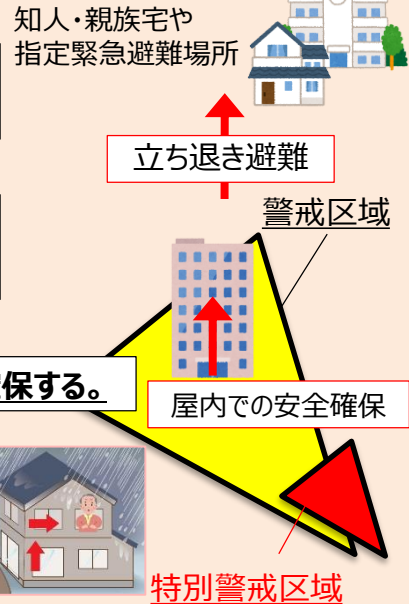 知人・親族宅や
指定緊急避難場所
立ち退き避難
警戒区域
保する。
屋内での安全確保
特別警戒区域